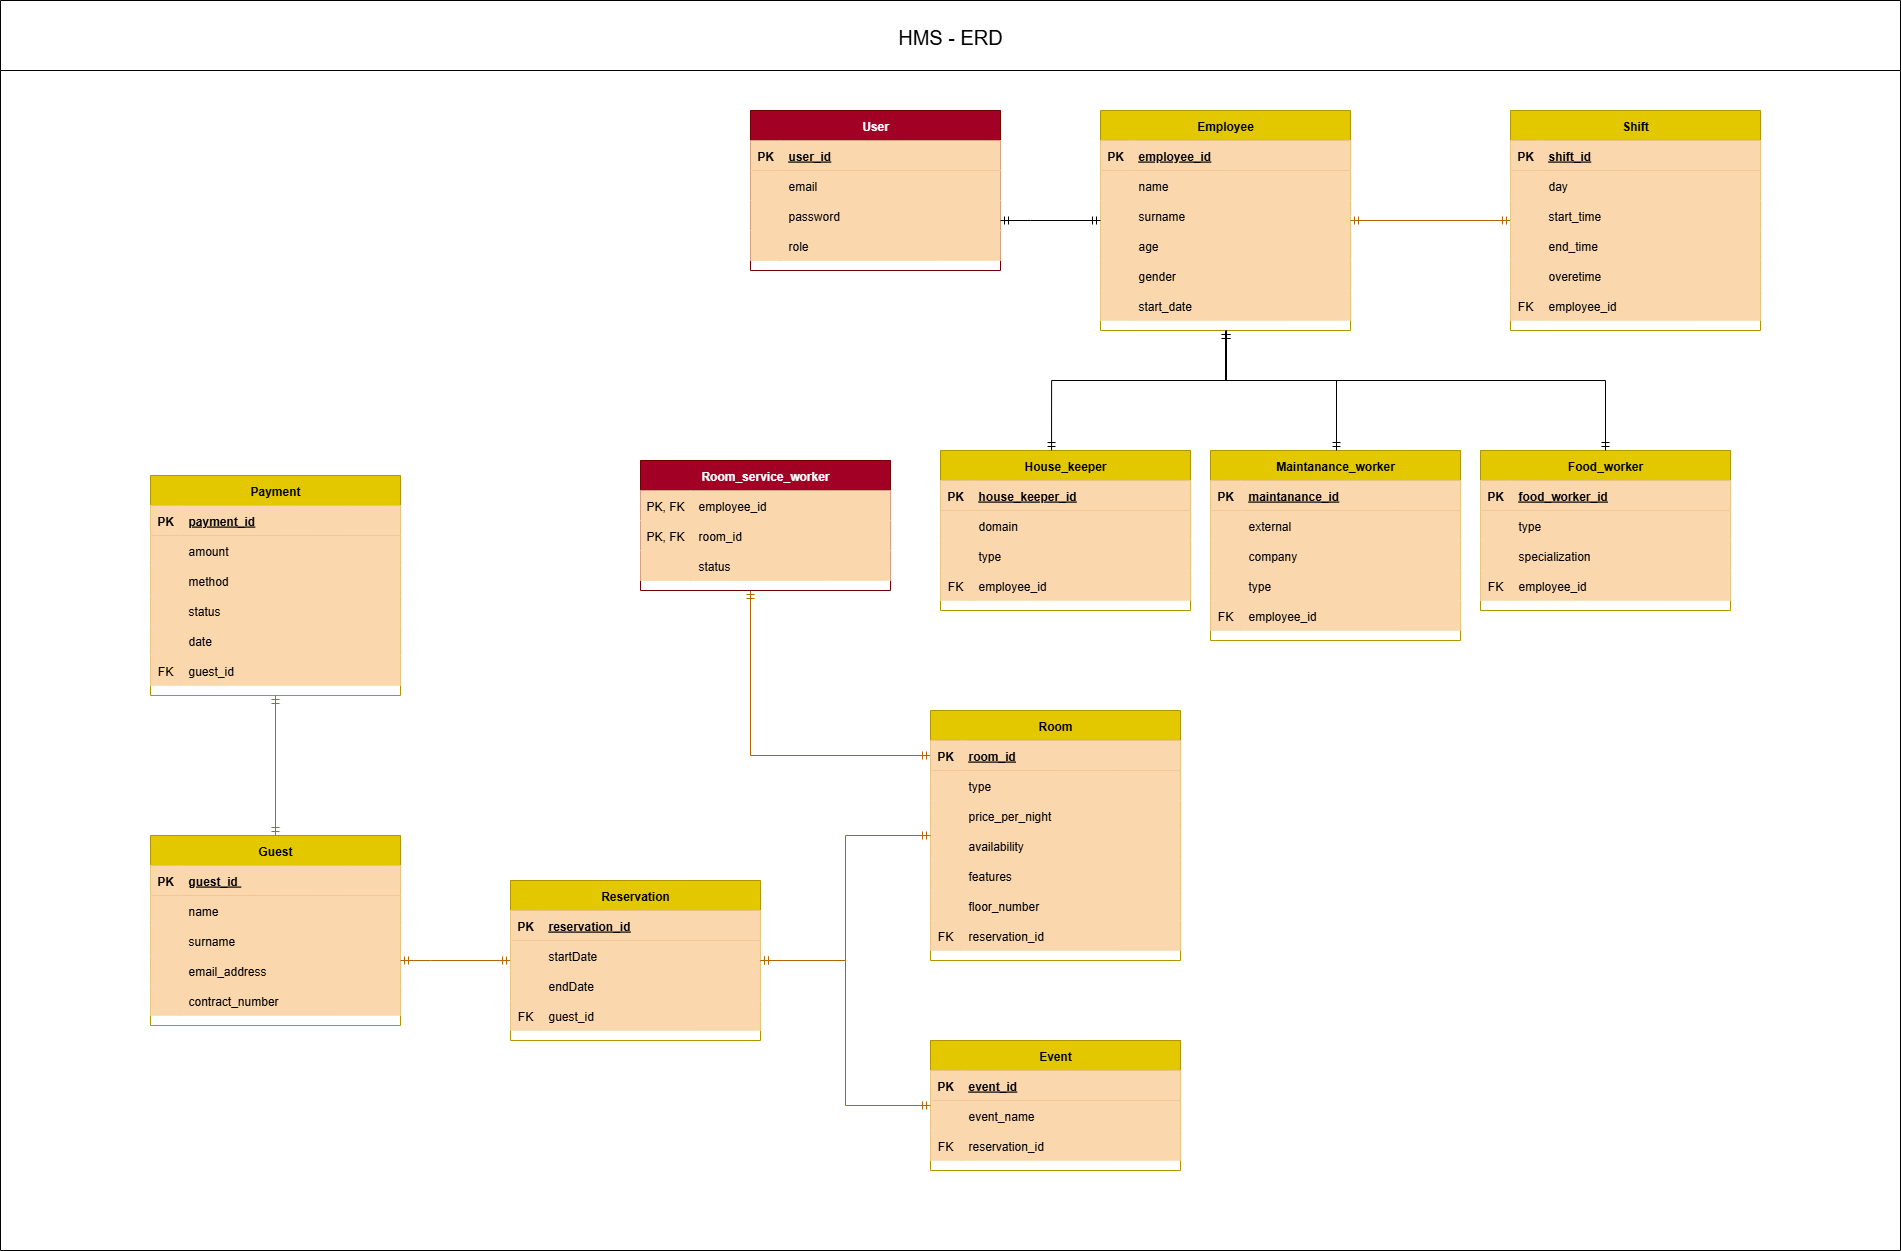 HMS - ERD
User
PK user_id
email
password
role
Employee
PK employee_id
name
surname
age
gender
start_date
Shift
PK shift_id
day
start_time
end_time
overetime
FK employee_id
Room_service_worker
PK, FK employee_id
PK, FK room_id
status
House_keeper
PK house_keeper_id
domain
type
FK employee_id
Maintanance_worker
PK maintanance_id
external
company
type
FK employee_id
Food_worker
PK food_worker_id
type
specialization
FK employee_id
Payment
PK payment_id
amount
method
status
date
FK guest_id
Guest
PK guest_id
name
surname
email_address
contract_number
Reservation
PK reservation_id
startDate
endDate
FK guest_id
Room
PK room_id
type
price_per_night
availability
features
floor_number
FK reservation_id
Event
PK event_id
event_name
FK reservation_id